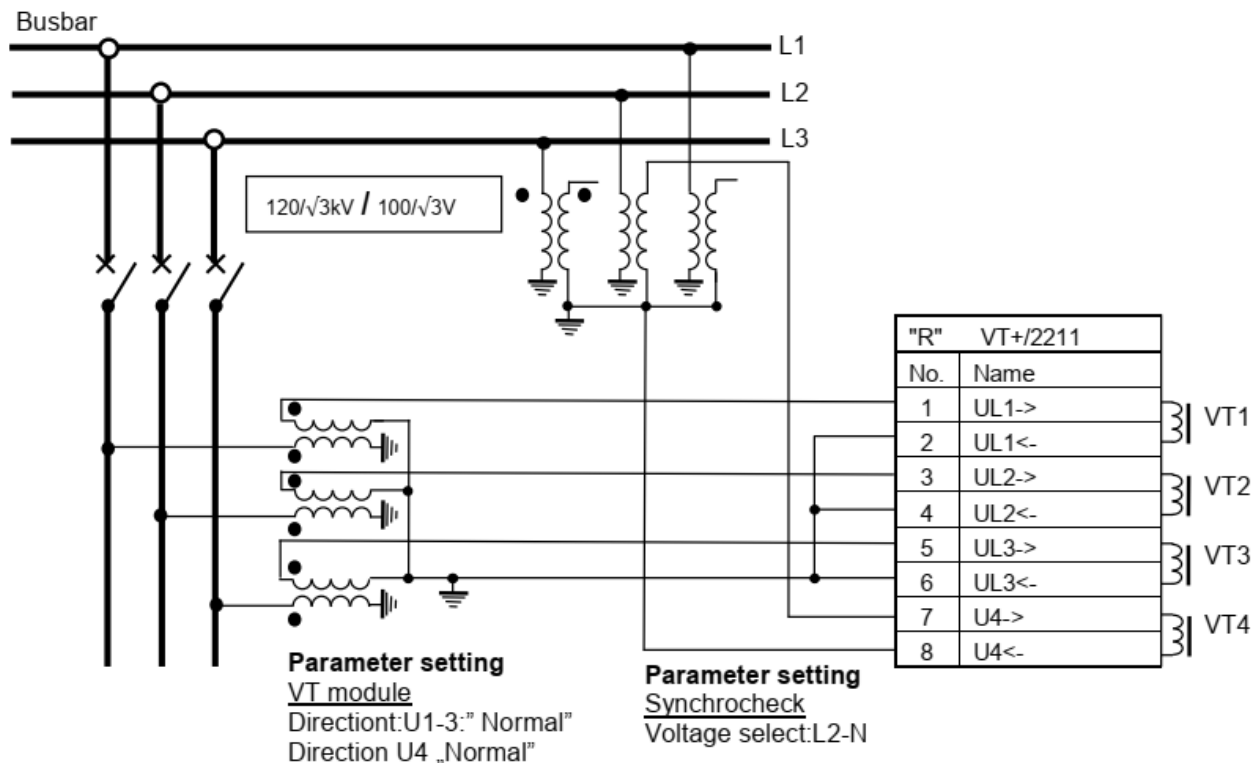 Busbar
L1
L2
L3
120/√3kV / 100/√3V
"R" VT+/2211
No. Name
1 UL1->
2 UL1<-
VT1
3 UL2->
4 UL2<-
VT2
5 UL3->
6 UL3<-
VT3
7 U4->
8 U4<-
VT4
Parameter setting
VT module
Directiont:U1-3:” Normal”
Direction U4 „Normal”
Parameter setting
Synchrocheck
Voltage select:L2-N